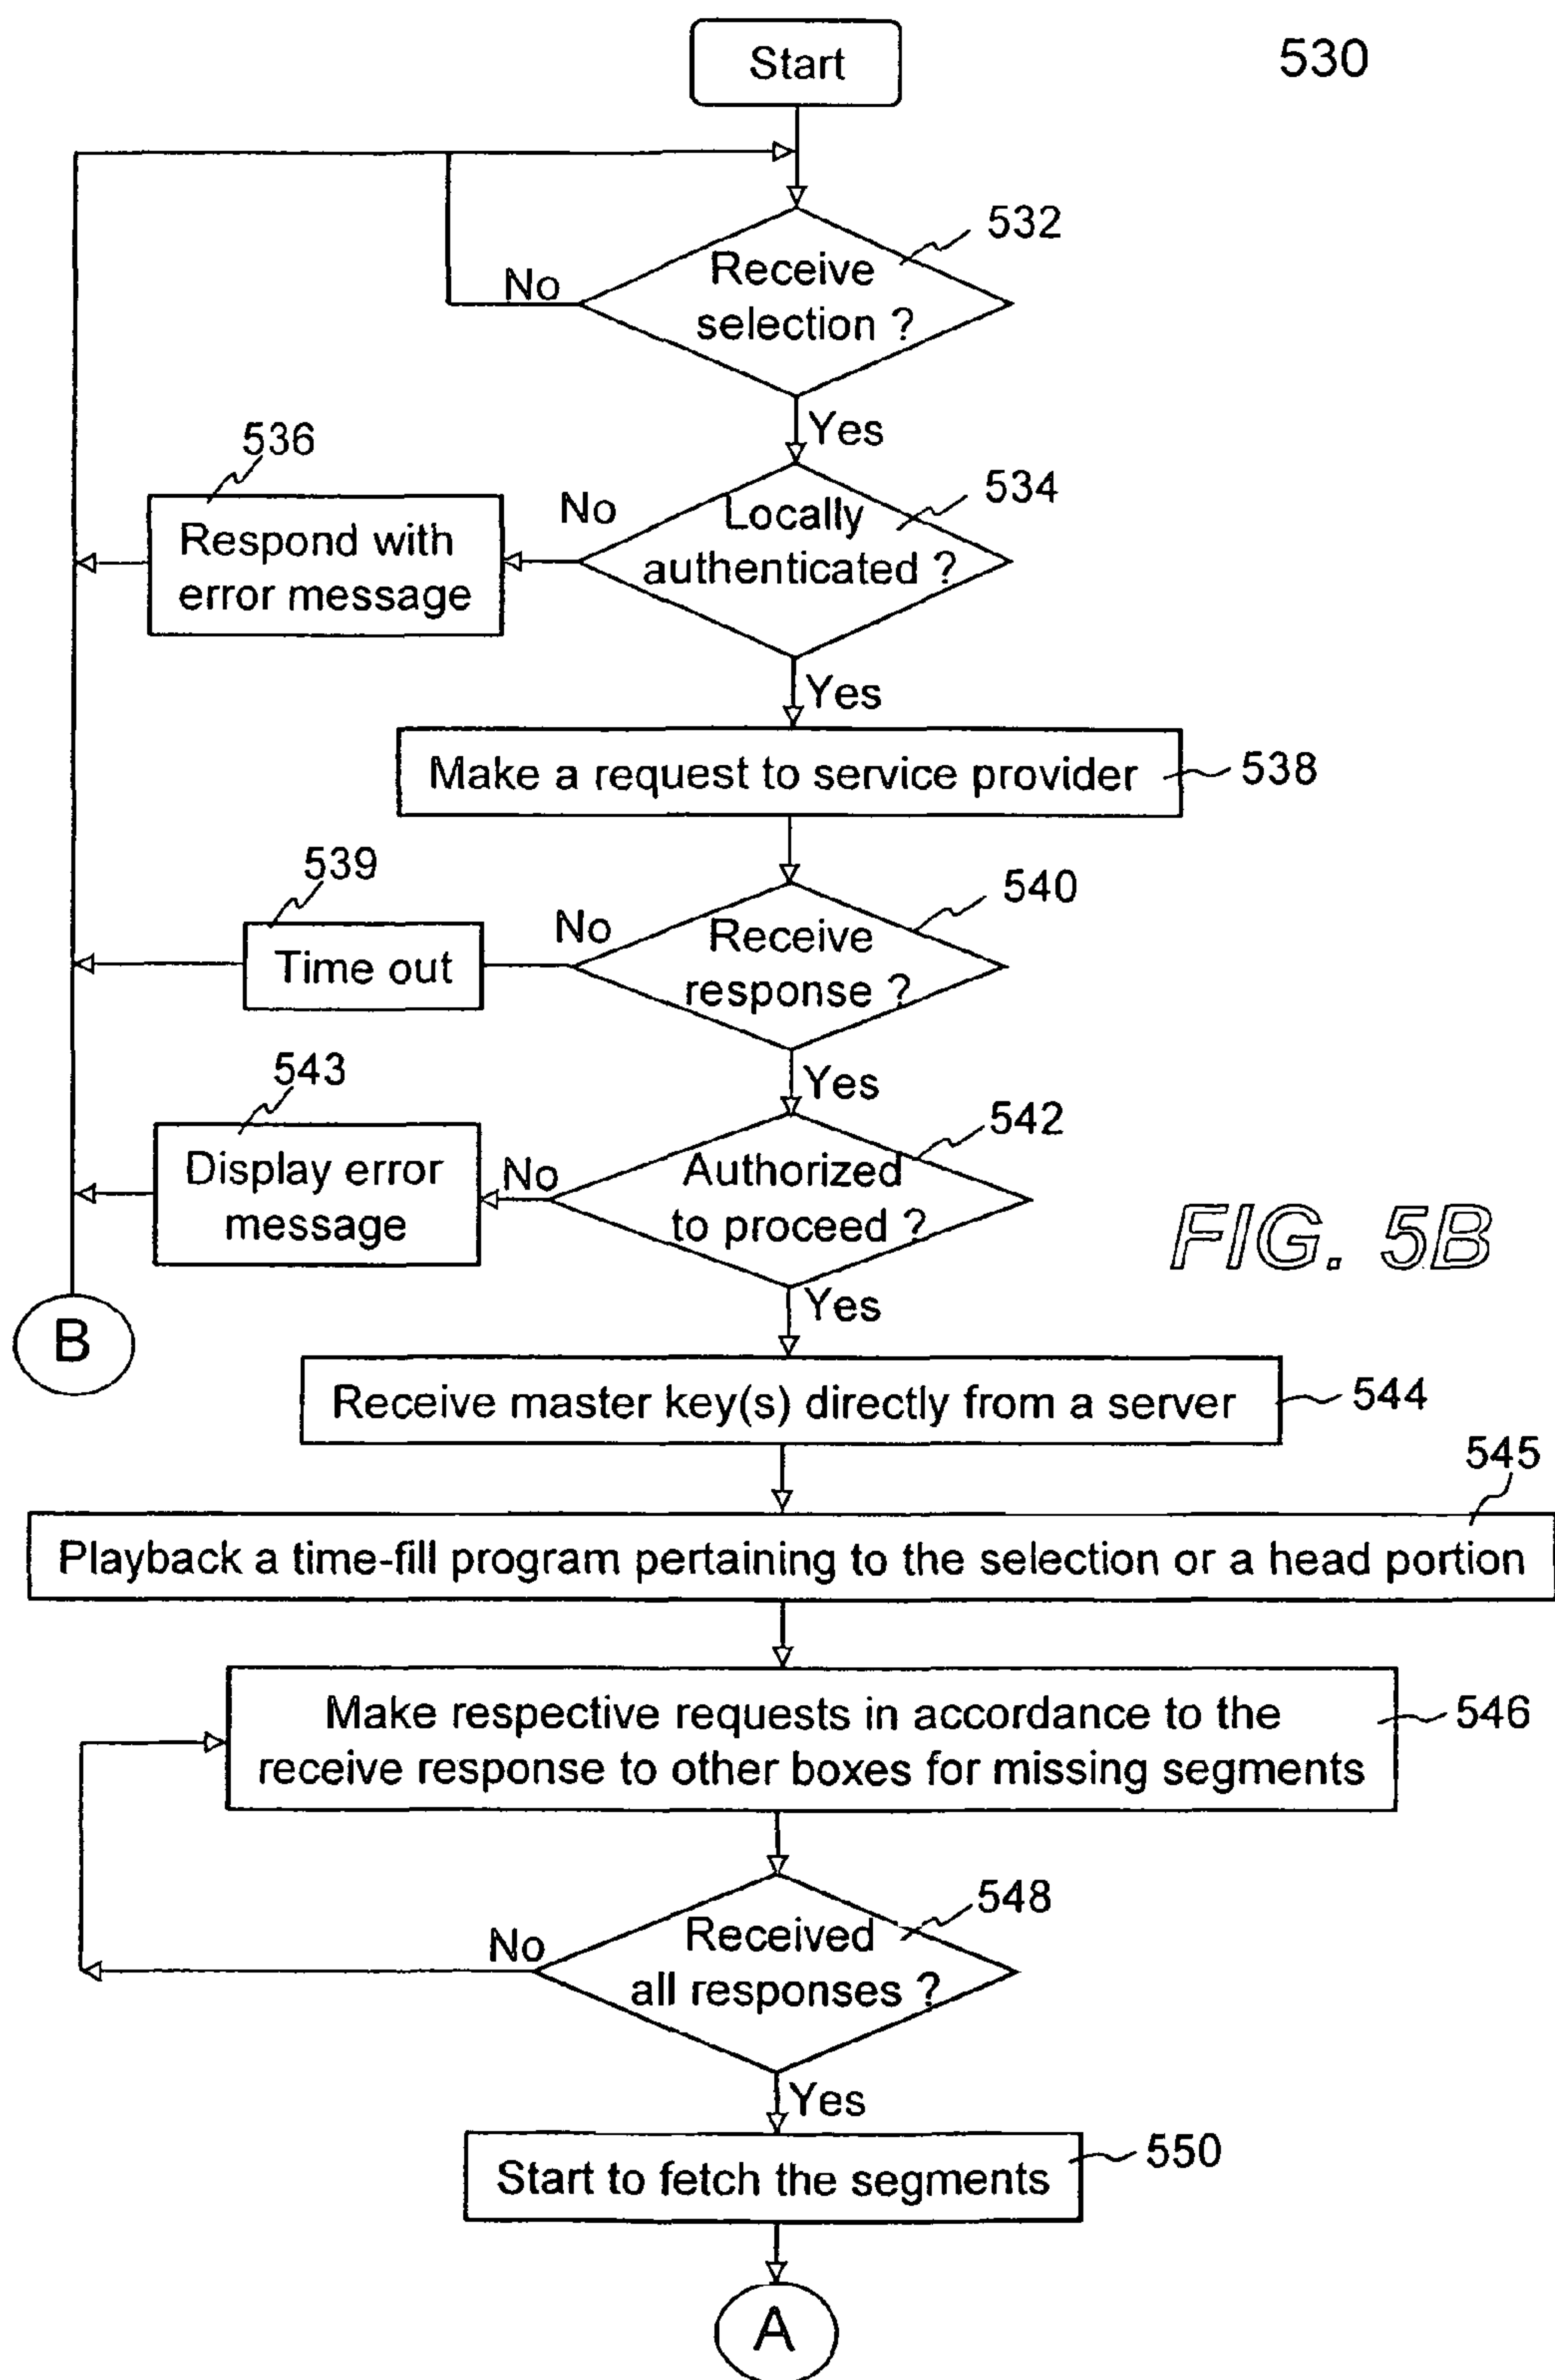 Start
530
532
Receive
selection ?
No
Yes
536
534
No
Locally
authenticated ?
Respond with
error message
Yes
Make a request to service provider
538
539
540
No
Receive
response ?
Time out
Yes
543
542
Display error
message
No
Authorized
to proceed ?
FIG. 5B
Yes
B
Receive master key(s) directly from a server
544
545
Playback a time-fill program pertaining to the selection or a head portion
Make respective requests in accordance to the
receive response to other boxes for missing segments
546
548
No
Received
all responses ?
Yes
Start to fetch the segments
550
A